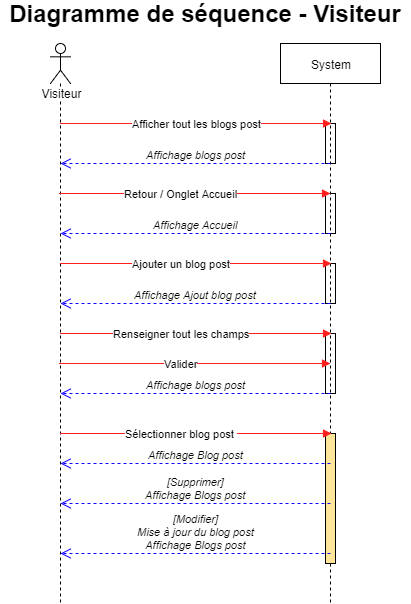 Diagramme de séquence - Visiteur
System
Visiteur
Afficher tout les blogs post
Affichage blogs post
Retour / Onglet Accueil
Affichage Accueil
Ajouter un blog post
Affichage Ajout blog post
Renseigner tout les champs
Valider
Affichage blogs post
Sélectionner blog post
Affichage Blog post
[Supprimer]
Affichage Blogs post
[Modifier]
Mise à jour du blog post
Affichage Blogs post